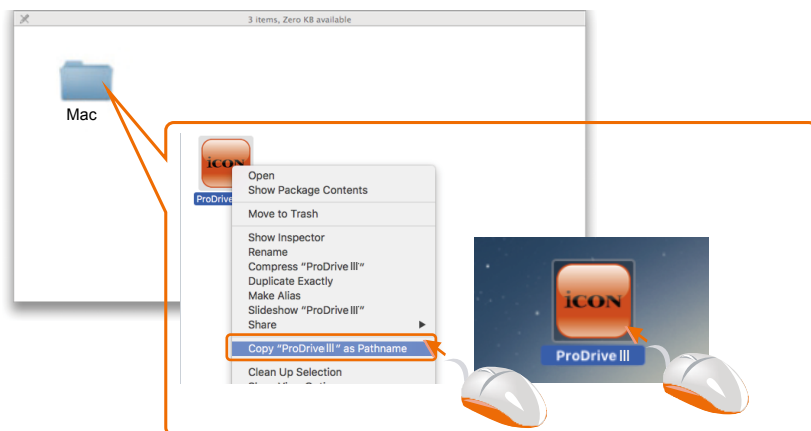 3 items, Zero KB available
Mac
icon
ProDrive
Open
Show Package Contents
Move to Trash
Show Inspector
Rename
Compress “ProDrive III”
Duplicate Exactly
Make Alias
Slideshow “ProDrive III”
Share
Copy “ProDrive III” as Pathname
Clean Up Selection
icon
ProDrive III